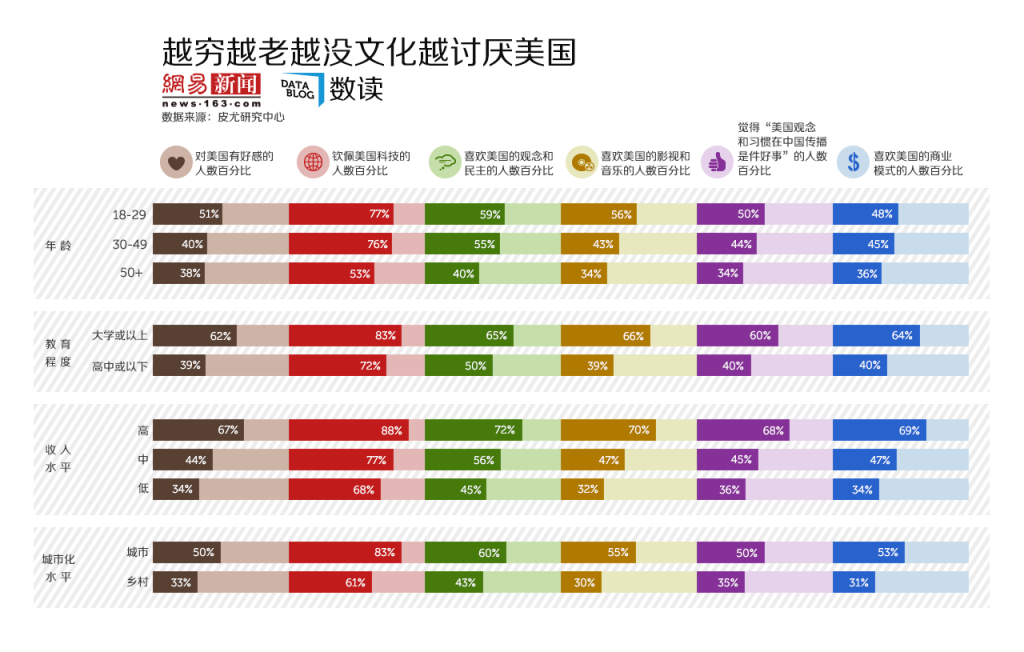 越穷越老越没文化越讨厌美国
網易新闻
news·163·com
DATA
BLOG
数读
数据来源：皮尤研究中心
对美国有好感的
人数百分比
钦佩美国科技的
人数百分比
喜欢美国的观念和
民主的人数百分比
喜欢美国的影视和
音乐的人数百分比
觉得“美国观念
和习惯在中国传播
是件好事”的人数
百分比
喜欢美国的商业
模式的人数百分比
$
年龄
18-29 51% 77% 59% 56% 50% 48%
30-49 40% 76% 55% 43% 44% 45%
50+ 38% 53% 40% 34% 34% 36%
教育
程度
大学或以上 62% 83% 65% 66% 60% 64%
高中或以下 39% 72% 50% 39% 40% 40%
收入
水平
高 67% 88% 72% 70% 68% 69%
中 44% 77% 56% 47% 45% 47%
低 34% 68% 45% 32% 36% 34%
城市化
水平
城市 50% 83% 60% 55% 50% 53%
乡村 33% 61% 43% 30% 35% 31%